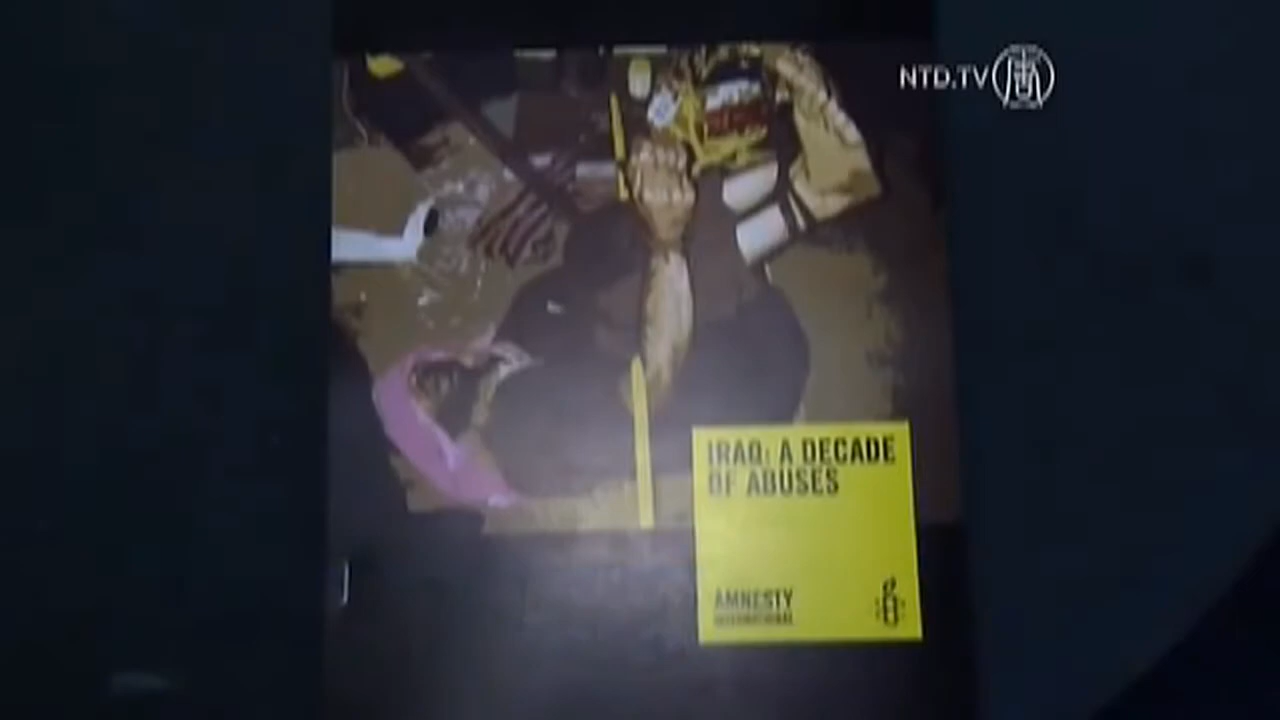 NTD.TV
IRAQ: A DECADE
OF ABUSES
AMNESTY
INTERNATIONAL